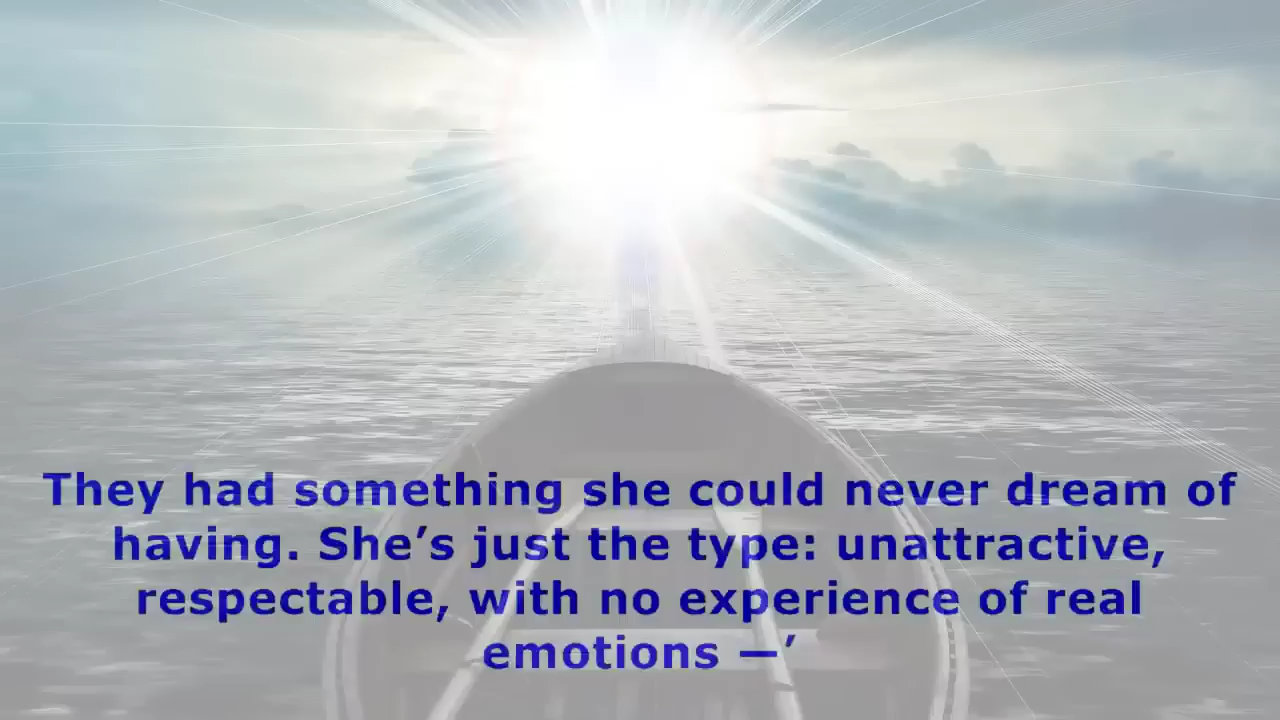 They had something she could never dream of
having. She’s just the type: unattractive,
respectable, with no experience of real
emotions —’